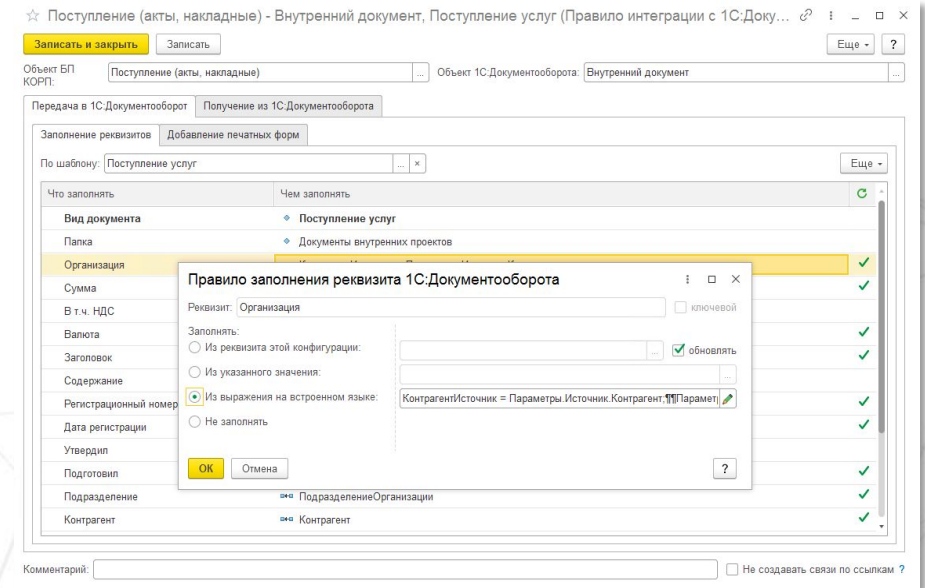 Поступление (акты, накладные) - Внутренний документ, Поступление услуг (Правило интеграции с 1С:Доку...
Записать и закрыть Записать Еще ?
Объект БП КОРП: Поступление (акты, накладные) ... Объект 1С:Документооборота: Внутренний документ ...
Передача в 1С:Документооборот Получение из 1С:Документооборота
Заполнение реквизитов Добавление печатных форм
По шаблону: Поступление услуг ... × Еще
Что заполнять Чем заполнять
Вид документа Поступление услуг
Папка Документы внутренних проектов
Организация
Сумма
В т.ч. НДС
Валюта
Заголовок
Содержание
Регистрационный номер
Дата регистрации
Утвердил
Подготовил
Подразделение ПодразделениеОрганизации
Контрагент Контрагент
Правило заполнения реквизита 1С:Документооборота
Реквизит: Организация ключевой
Заполнять:
Из реквизита этой конфигурации: ... обновлять
Из указанного значения: ...
Из выражения на встроенном языке: КонтрагентИсточник = Параметры.Источник.Контрагент;¶¶Парамет
Не заполнять
ОК Отмена ?
Комментарий: Не создавать связи по ссылкам ?